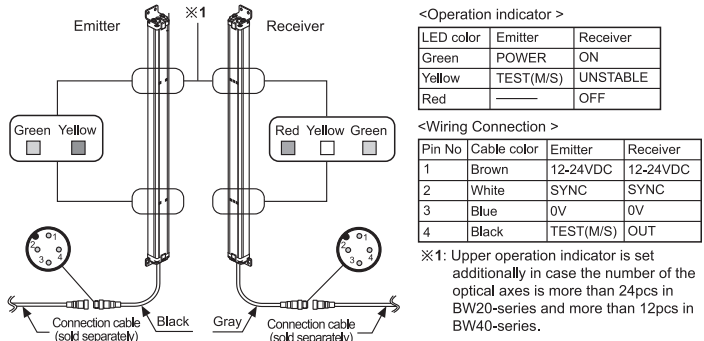 Emitter
※1
Receiver
Green Yellow
Red Yellow Green
1
2
3
4
1
2
3
4
Connection cable
(sold separately)
Black
Gray
Connection cable
(sold separately)
<Operation indicator >
LED color Emitter Receiver
Green POWER ON
Yellow TEST(M/S) UNSTABLE
Red ——— OFF
<Wiring Connection >
Pin No Cable color Emitter Receiver
1 Brown 12-24VDC 12-24VDC
2 White SYNC SYNC
3 Blue 0V 0V
4 Black TEST(M/S) OUT
※1: Upper operation indicator is set
additionally in case the number of the
optical axes is more than 24pcs in
BW20-series and more than 12pcs in
BW40-series.